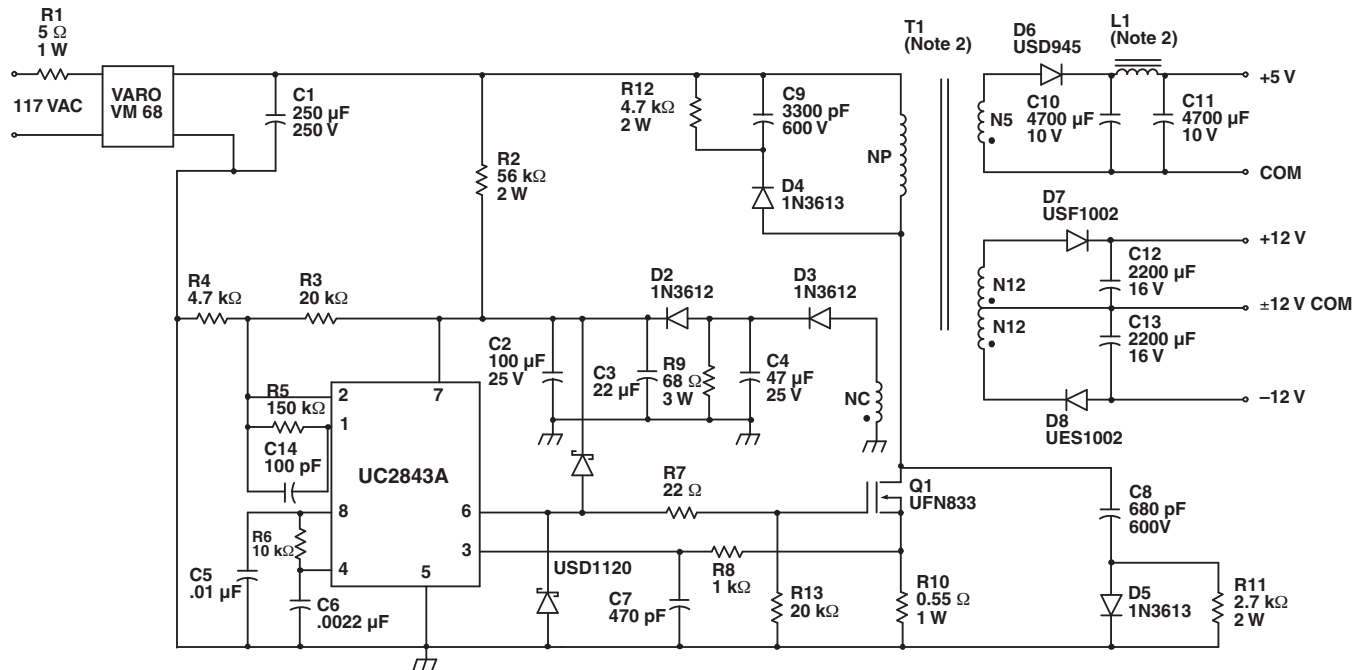 R1
5 Ω
1 W
117 VAC
VARO
VM 68
C1
250 µF
250 V
R12
4.7 kΩ
2 W
C9
3300 pF
600 V
R2
56 kΩ
2 W
D4
1N3613
NP
T1
(Note 2)
D6
USD945
L1
(Note 2)
+5 V
C10
4700 µF
10 V
C11
4700 µF
10 V
N5
COM
D7
USF1002
+12 V
C12
2200 µF
16 V
N12
±12 V COM
N12
C13
2200 µF
16 V
–12 V
D8
UES1002
R4
4.7 kΩ
R3
20 kΩ
D2
1N3612
D3
1N3612
C2
100 µF
25 V
C3
22 µF
R9
68 Ω
3 W
C4
47 µF
25 V
NC
R5
150 kΩ
C14
100 pF
2
7
1
UC2843A
8
6
3
4
5
R6
10 kΩ
C5
.01 µF
C6
.0022 µF
USD1120
R7
22 Ω
Q1
UFN833
C8
680 pF
600V
R8
1 kΩ
C7
470 pF
R13
20 kΩ
R10
0.55 Ω
1 W
D5
1N3613
R11
2.7 kΩ
2 W